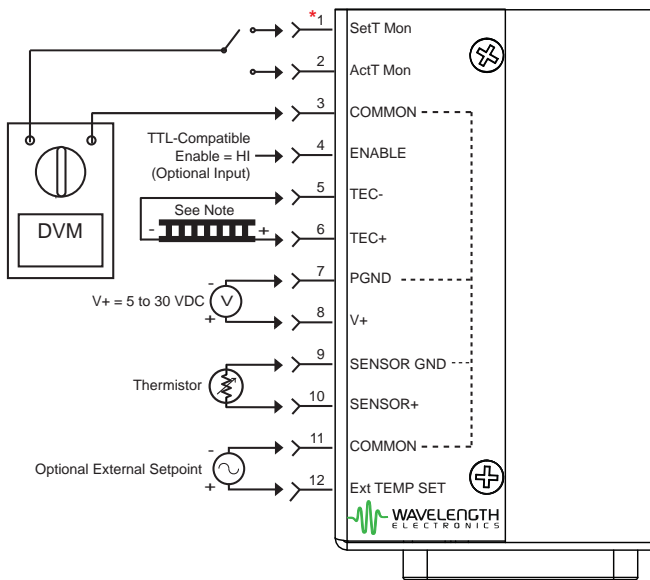 *1 SetT Mon
2 ActT Mon
3 COMMON
TTL-Compatible
Enable = HI
(Optional Input)
4 ENABLE
5 TEC-
See Note
- +
6 TEC+
DVM
7 PGND
-
V+ = 5 to 30 VDC V
+
8 V+
9 SENSOR GND
Thermistor
10 SENSOR+
11 COMMON
-
Optional External Setpoint
+
12 Ext TEMP SET
WAVELENGTH
ELECTRONICS